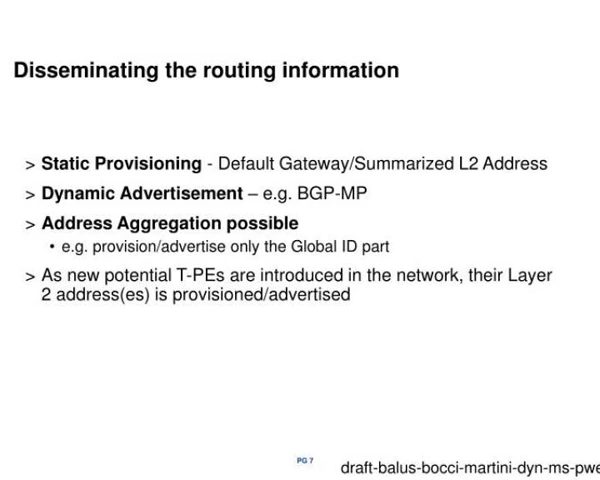 Disseminating the routing information
> Static Provisioning - Default Gateway/Summarized L2 Address
> Dynamic Advertisement – e.g. BGP-MP
> Address Aggregation possible
• e.g. provision/advertise only the Global ID part
> As new potential T-PEs are introduced in the network, their Layer
2 address(es) is provisioned/advertised
PG 7
draft-balus-bocci-martini-dyn-ms-pwe